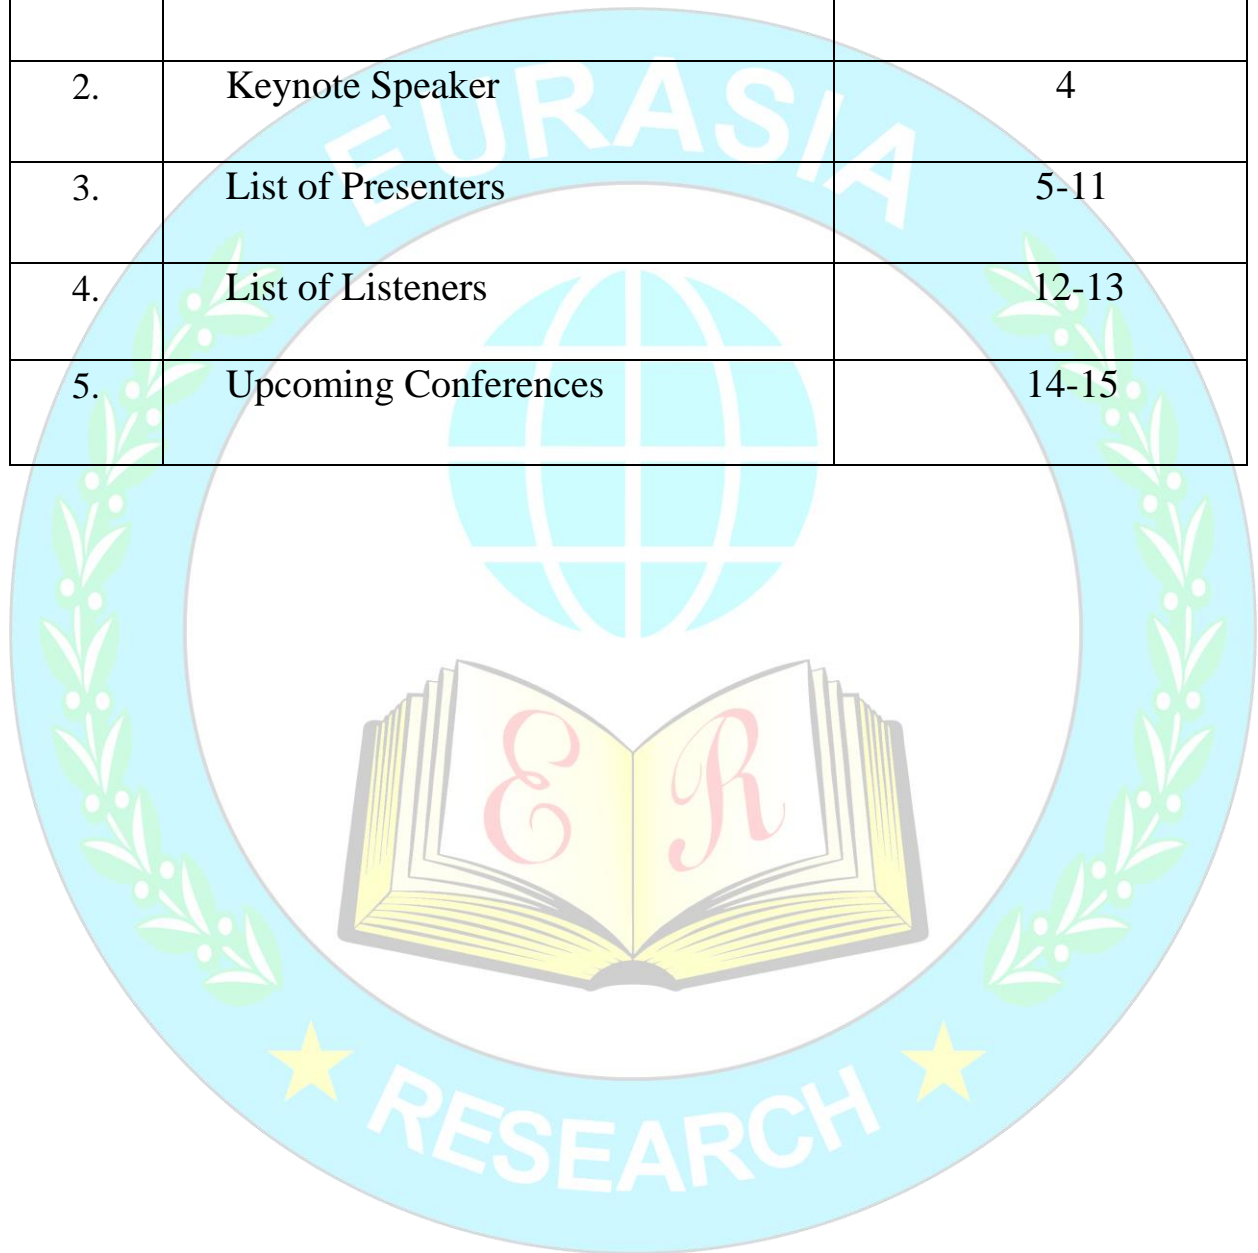 2. Keynote Speaker 4
3. List of Presenters 5-11
4. List of Listeners 12-13
5. Upcoming Conferences 14-15
EURASIA
E R
RESEARCH